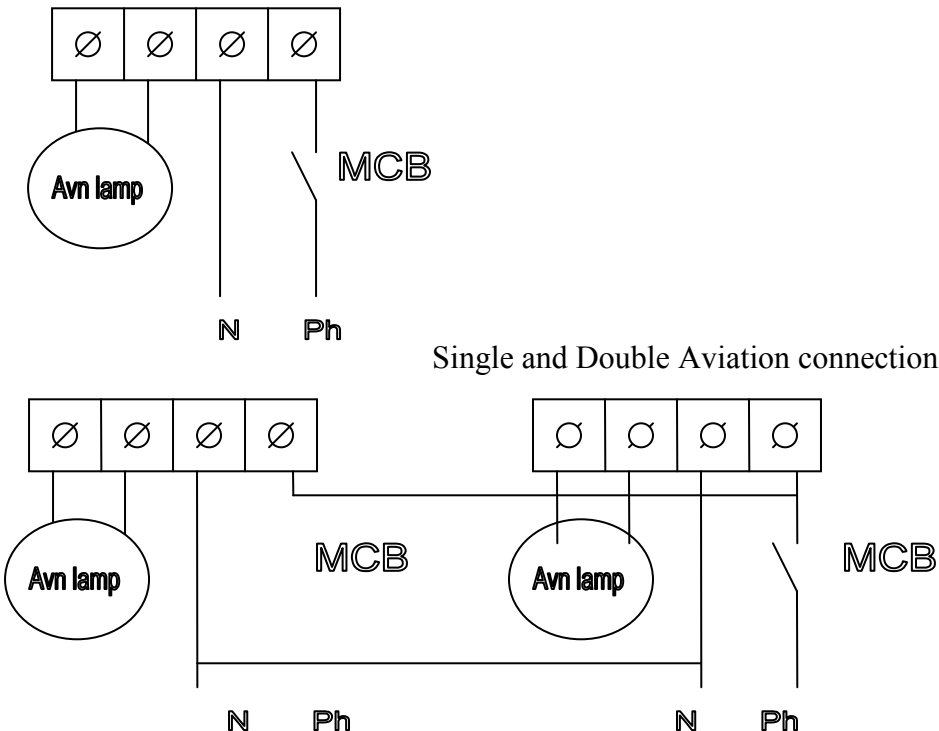 MCB
Avn lamp
N Ph
Single and Double Aviation connection
MCB MCB
Avn lamp Avn lamp
N Ph N Ph